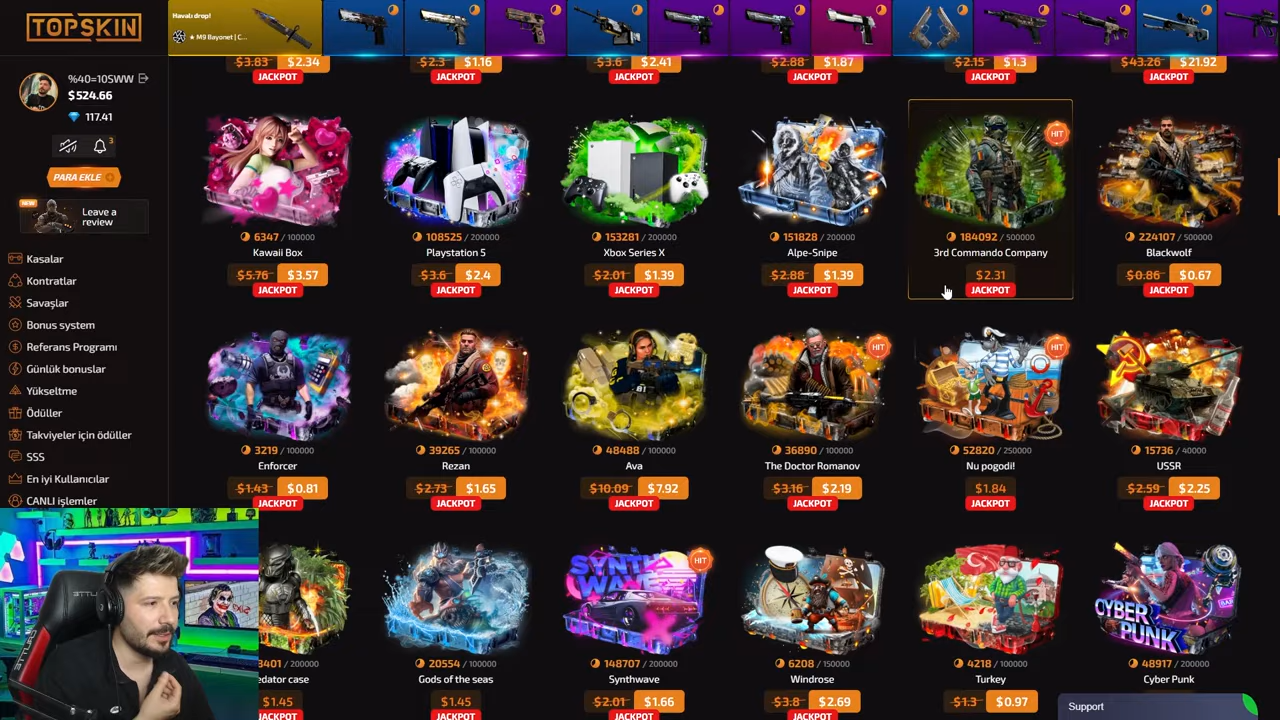 TOPSKIN
Havalı drop!
★ M9 Bayonet | C...
%40=10SWW
$524.66
117.41
3
PARA EKLE
NEW
Leave a
review
Kasalar
Kontratlar
Savaşlar
Bonus system
Referans Programı
Günlük bonuslar
Yükseltme
Ödüller
Takviyeler için ödüller
SSS
En iyi Kullanıcılar
CANLI işlemler
$3.83 $2.34
JACKPOT
$2.3 $1.16
JACKPOT
$3.6 $2.41
JACKPOT
$2.88 $1.87
JACKPOT
$2.15 $1.3
JACKPOT
$43.26 $21.92
JACKPOT
6347 / 100000
Kawaii Box
$5.76 $3.57
JACKPOT
108525 / 200000
Playstation 5
$3.6 $2.4
JACKPOT
153281 / 200000
Xbox Series X
$2.01 $1.39
JACKPOT
151828 / 200000
Alpe-Snipe
$2.88 $1.39
JACKPOT
HIT
184092 / 500000
3rd Commando Company
$2.31
JACKPOT
224107 / 500000
Blackwolf
$0.86 $0.67
JACKPOT
3219 / 100000
Enforcer
$1.43 $0.81
JACKPOT
39265 / 100000
Rezan
$2.73 $1.65
JACKPOT
48488 / 100000
Ava
$10.09 $7.92
JACKPOT
HIT
36890 / 100000
The Doctor Romanov
$3.16 $2.19
JACKPOT
HIT
52820 / 250000
Nu pogodi!
$1.84
JACKPOT
15736 / 40000
USSR
$2.59 $2.25
JACKPOT
3401 / 200000
edator case
$1.45
JACKPOT
20554 / 100000
Gods of the seas
$1.45
JACKPOT
SYNTH
WAVE
HIT
148707 / 200000
Synthwave
$2.01 $1.66
JACKPOT
6208 / 150000
Windrose
$3.8 $2.69
JACKPOT
4218 / 100000
Turkey
$1.3 $0.97
JACKPOT
CYBER
PUNK
48917 / 200000
Cyber Punk
Support